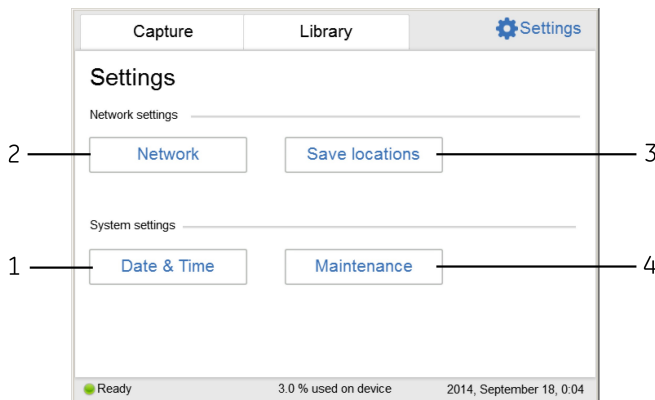 Capture Library Settings
Settings
Network settings
2 Network Save locations 3
System settings
1 Date & Time Maintenance 4
Ready 3.0 % used on device 2014, September 18, 0:04